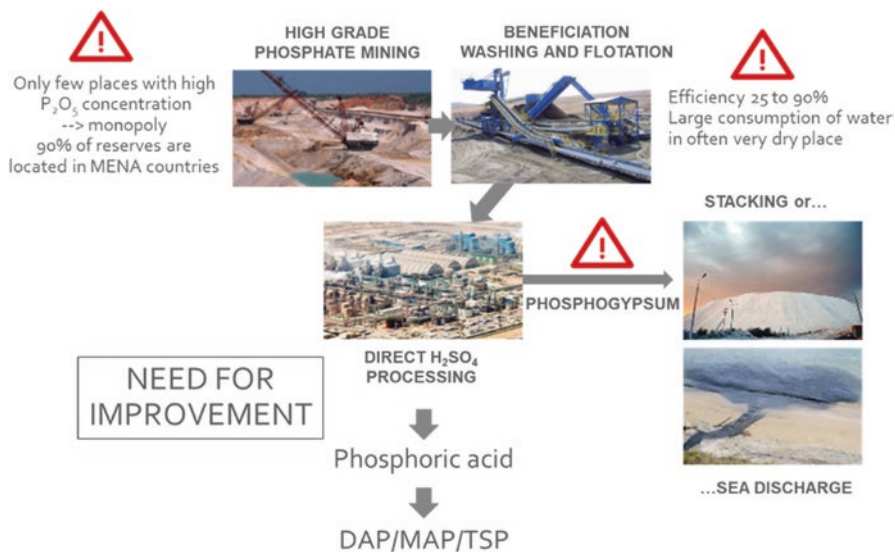 HIGH GRADE
PHOSPHATE MINING
BENEFICIATION
WASHING AND FLOTATION
Only few places with high
P₂O₅ concentration
--> monopoly
90% of reserves are
located in MENA countries
Efficiency 25 to 90%
Large consumption of water
in often very dry place
STACKING or...
PHOSPHOGYPSUM
DIRECT H₂SO₄
PROCESSING
NEED FOR
IMPROVEMENT
Phosphoric acid
...SEA DISCHARGE
DAP/MAP/TSP